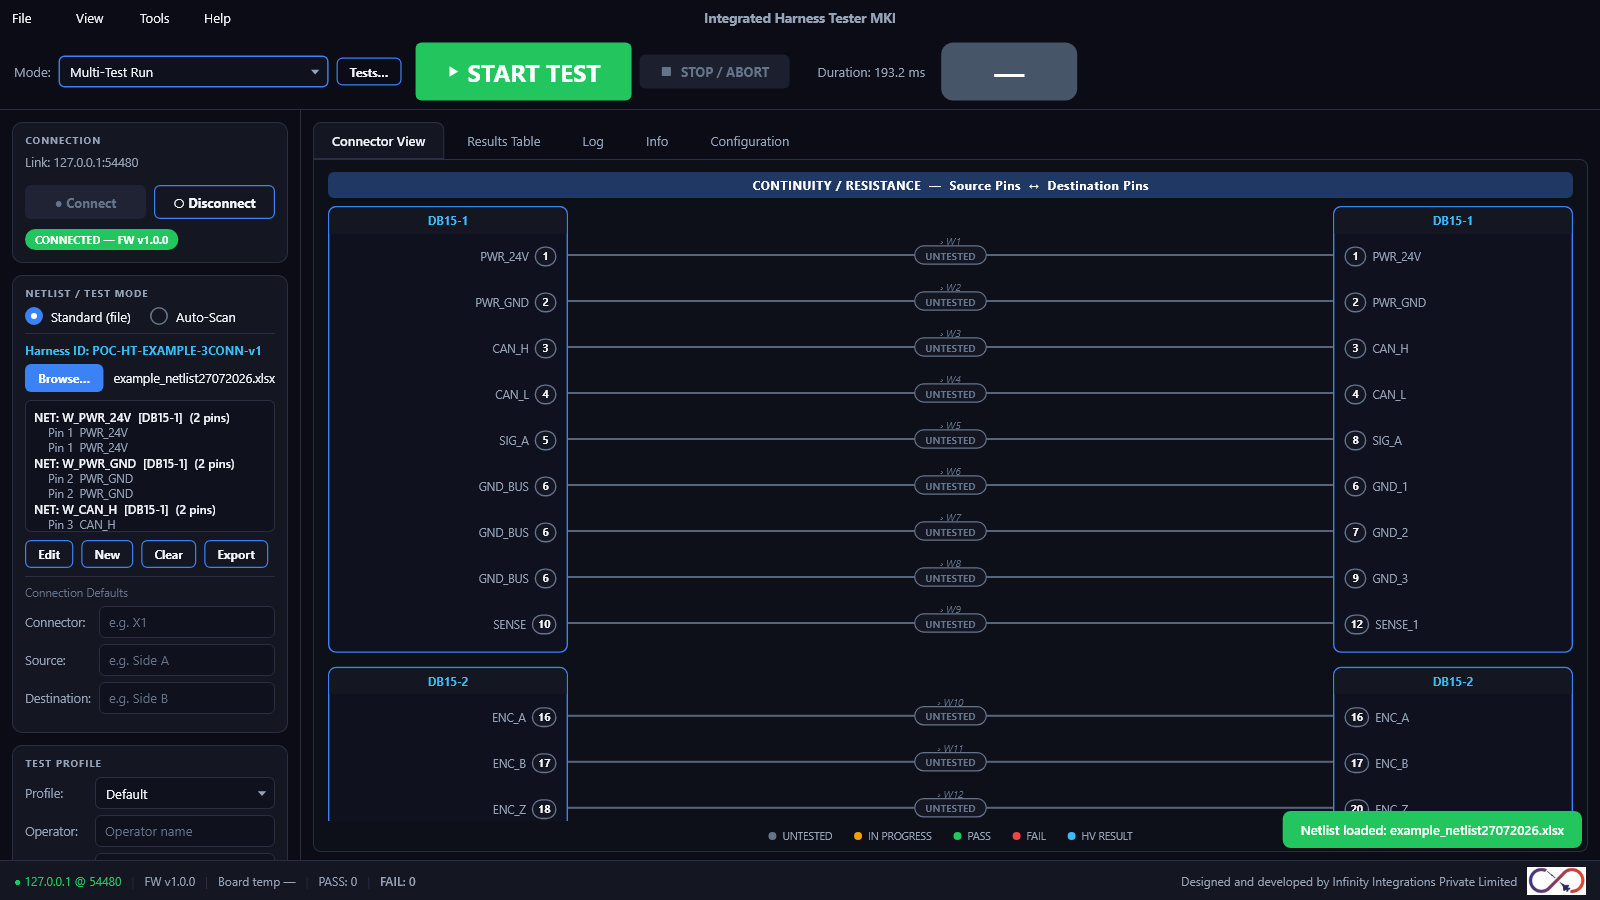 File View Tools Help Integrated Harness Tester MKI
Mode: Multi-Test Run Tests... START TEST STOP / ABORT Duration: 193.2 ms —
CONNECTION
Link: 127.0.0.1:54480
Connect Disconnect
CONNECTED — FW v1.0.0
NETLIST / TEST MODE
Standard (file) Auto-Scan
Harness ID: POC-HT-EXAMPLE-3CONN-v1
Browse... example_netlist27072026.xlsx
NET: W_PWR_24V [DB15-1] (2 pins)
Pin 1 PWR_24V
Pin 1 PWR_24V
NET: W_PWR_GND [DB15-1] (2 pins)
Pin 2 PWR_GND
Pin 2 PWR_GND
NET: W_CAN_H [DB15-1] (2 pins)
Pin 3 CAN_H
Edit New Clear Export
Connection Defaults
Connector: e.g. X1
Source: e.g. Side A
Destination: e.g. Side B
TEST PROFILE
Profile: Default
Operator: Operator name
Connector View Results Table Log Info Configuration
CONTINUITY / RESISTANCE — Source Pins ↔ Destination Pins
DB15-1 DB15-1
W1
PWR_24V 1 UNTESTED 1 PWR_24V
W2
PWR_GND 2 UNTESTED 2 PWR_GND
W3
CAN_H 3 UNTESTED 3 CAN_H
W4
CAN_L 4 UNTESTED 4 CAN_L
W5
SIG_A 5 UNTESTED 8 SIG_A
W6
GND_BUS 6 UNTESTED 6 GND_1
W7
GND_BUS 6 UNTESTED 7 GND_2
W8
GND_BUS 6 UNTESTED 9 GND_3
W9
SENSE 10 UNTESTED 12 SENSE_1
DB15-2 DB15-2
W10
ENC_A 16 UNTESTED 16 ENC_A
W11
ENC_B 17 UNTESTED 17 ENC_B
W12
ENC_Z 18 UNTESTED 20 ENC_Z
UNTESTED IN PROGRESS PASS FAIL HV RESULT
Netlist loaded: example_netlist27072026.xlsx
127.0.0.1 @ 54480 FW v1.0.0 Board temp — PASS: 0 FAIL: 0 Designed and developed by Infinity Integrations Private Limited